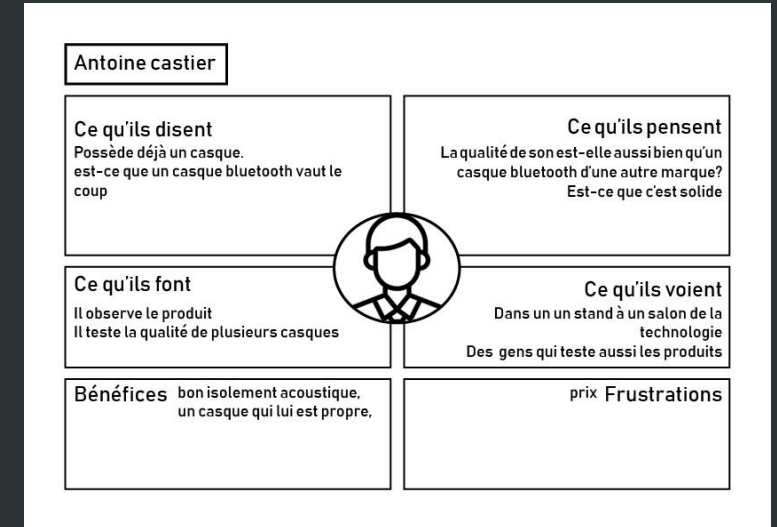 Antoine castier
Ce qu'ils disent
Possède déjà un casque.
est-ce que un casque bluetooth vaut le
coup
Ce qu'ils pensent
La qualité de son est-elle aussi bien qu'un
casque bluetooth d'une autre marque?
Est-ce que c'est solide
Ce qu'ils font
Il observe le produit
Il teste la qualité de plusieurs casques
Ce qu'ils voient
Dans un un stand à un salon de la
technologie
Des gens qui teste aussi les produits
Bénéfices bon isolement acoustique,
un casque qui lui est propre,
prix Frustrations